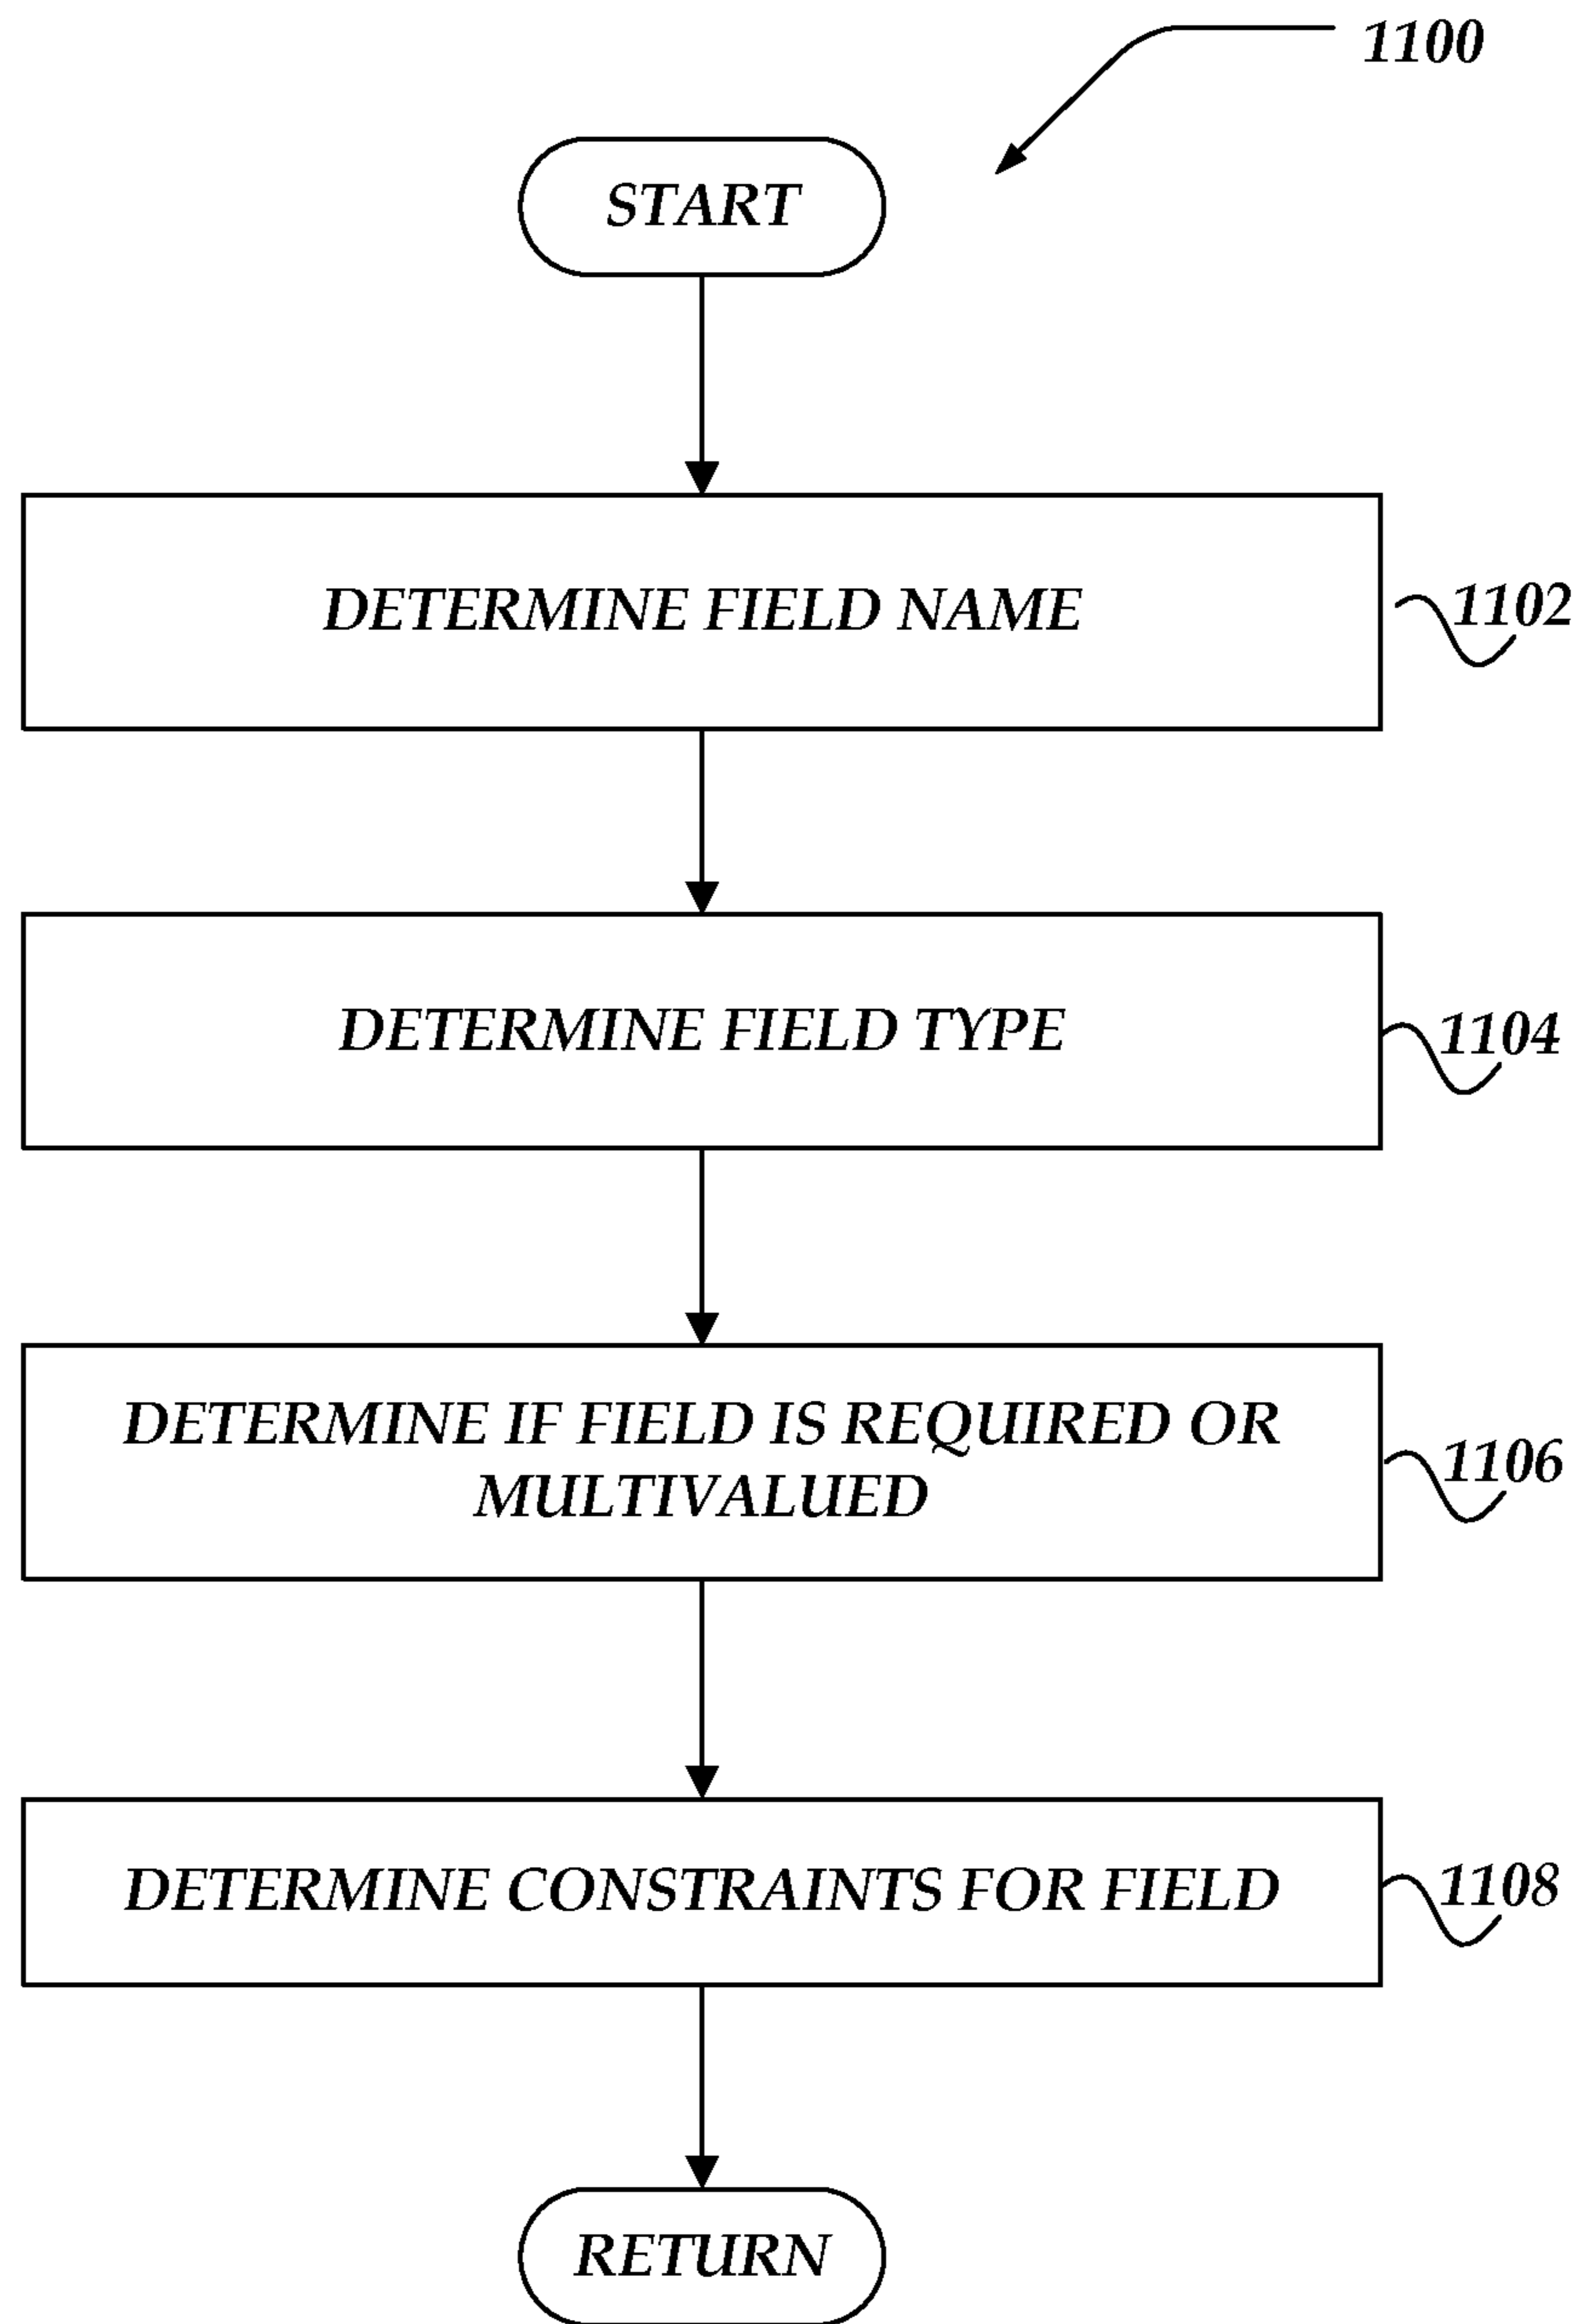 1100
START
DETERMINE FIELD NAME
1102
DETERMINE FIELD TYPE
1104
DETERMINE IF FIELD IS REQUIRED OR
MULTIVALUED
1106
DETERMINE CONSTRAINTS FOR FIELD
1108
RETURN